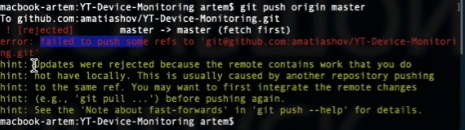 macbook-artem:YT-Device-Monitoring artem$ git push origin master
To github.com:amatiashov/YT-Device-Monitoring.git
 ! [rejected]        master -> master (fetch first)
error: failed to push some refs to 'git@github.com:amatiashov/YT-Device-Monitori
ng.git'
hint: Updates were rejected because the remote contains work that you do
hint: not have locally. This is usually caused by another repository pushing
hint: to the same ref. You may want to first integrate the remote changes
hint: (e.g., 'git pull ...') before pushing again.
hint: See the 'Note about fast-forwards' in 'git push --help' for details.
macbook-artem:YT-Device-Monitoring artem$